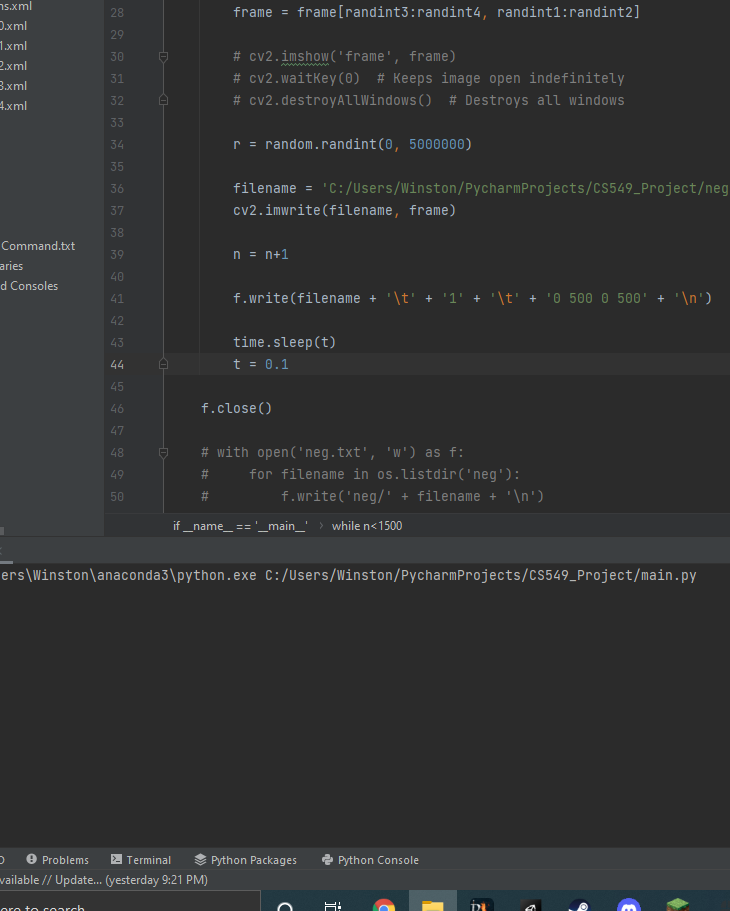 ns.xml
0.xml
1.xml
2.xml
3.xml
4.xml
Command.txt
aries
d Consoles
28 frame = frame[randint3:randint4, randint1:randint2]
29
30 # cv2.imshow('frame', frame)
31 # cv2.waitKey(0)  # Keeps image open indefinitely
32 # cv2.destroyAllWindows()  # Destroys all windows
33
34 r = random.randint(0, 5000000)
35
36 filename = 'C:/Users/Winston/PycharmProjects/CS549_Project/neg
37 cv2.imwrite(filename, frame)
38
39 n = n+1
40
41 f.write(filename + '\t' + '1' + '\t' + '0 500 0 500' + '\n')
42
43 time.sleep(t)
44 t = 0.1
45
46 f.close()
47
48 # with open('neg.txt', 'w') as f:
49 #     for filename in os.listdir('neg'):
50 #         f.write('neg/' + filename + '\n')
if __name__ == '__main__' › while n<1500
ers\Winston\anaconda3\python.exe C:/Users/Winston/PycharmProjects/CS549_Project/main.py
Problems Terminal Python Packages Python Console
vailable // Update... (yesterday 9:21 PM)
ere to search